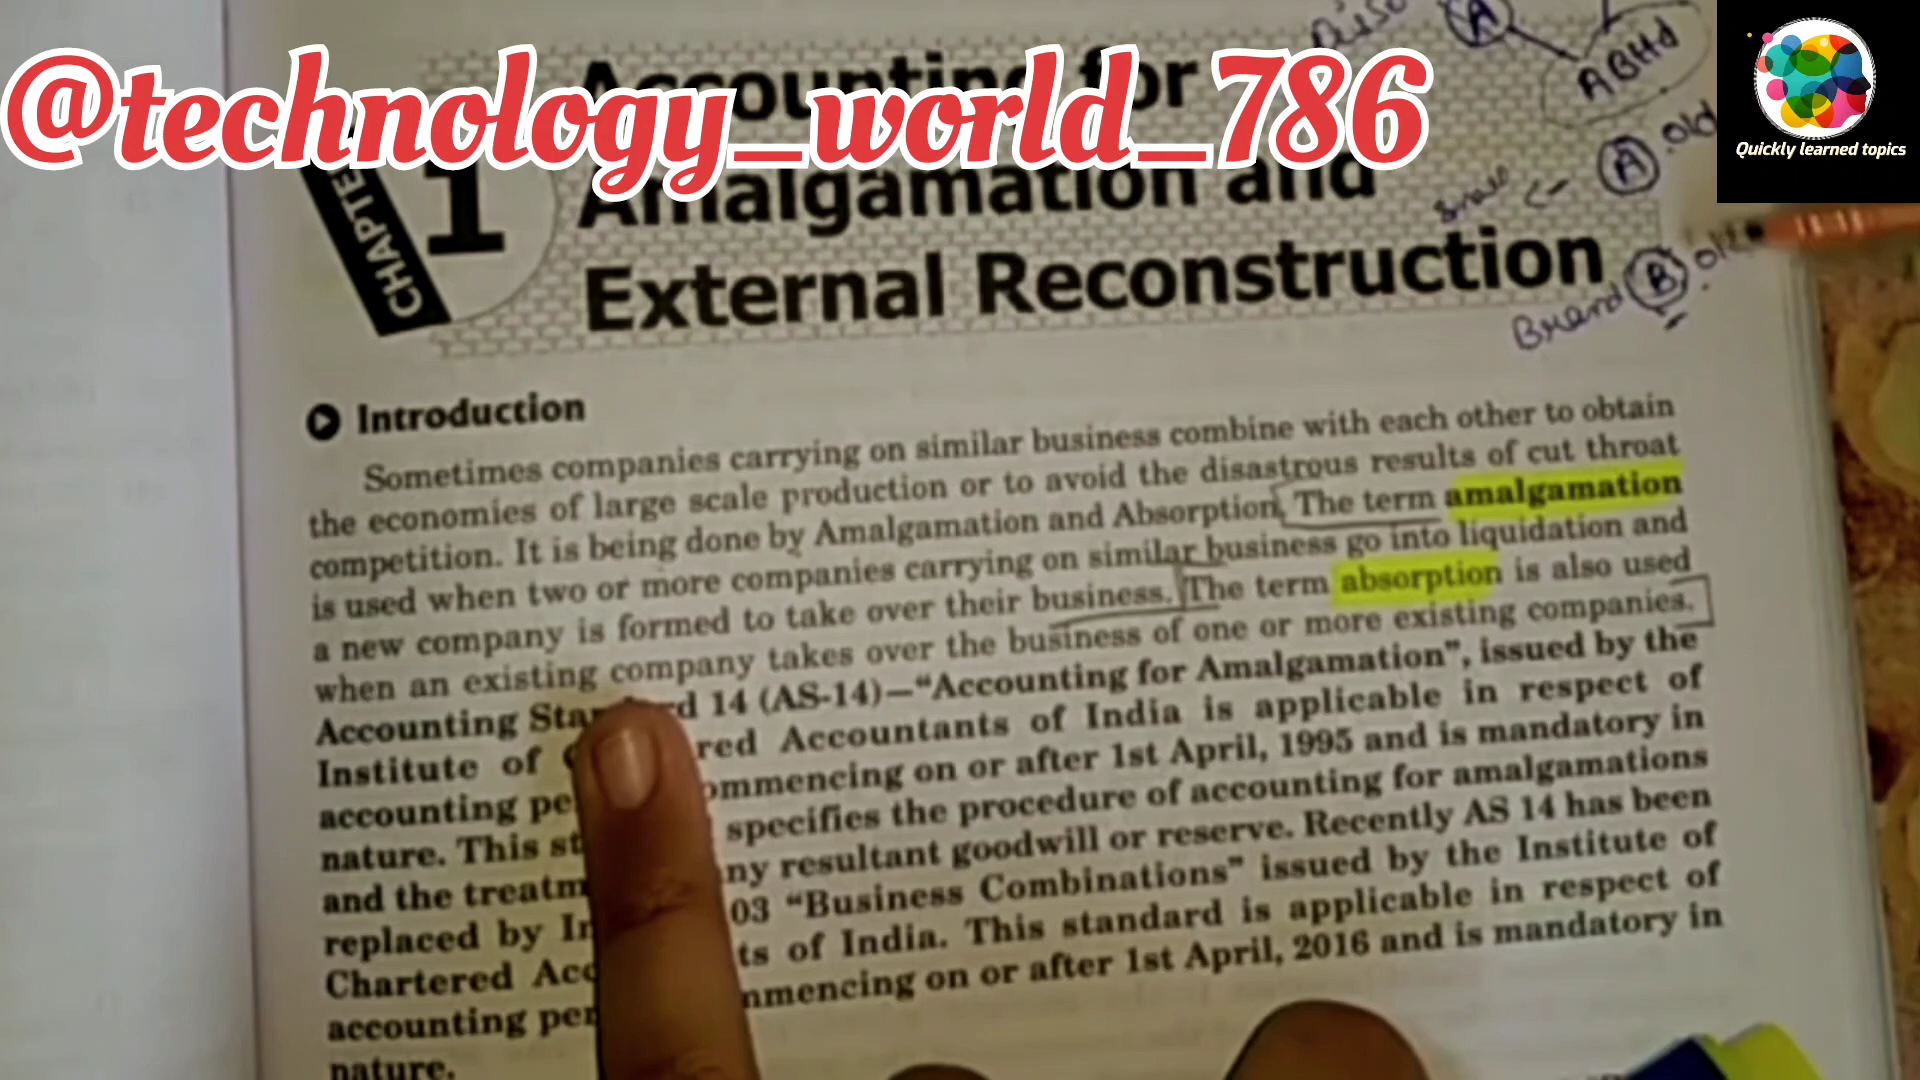 @technology_world_786
Quickly learned topics
CHAPTE
1
Accounting for
Amalgamation and
External Reconstruction
A
ABHd
A old
B
Brand
Introduction
Sometimes companies carrying on similar business combine with each other to obtain
the economies of large scale production or to avoid the disastrous results of cut throat
competition. It is being done by Amalgamation and Absorption. The term amalgamation
is used when two or more companies carrying on similar business go into liquidation and
a new company is formed to take over their business. The term absorption is also used
when an existing company takes over the business of one or more existing companies.
Accounting Sta rd 14 (AS-14)—“Accounting for Amalgamation”, issued by the
Institute of red Accountants of India is applicable in respect of
accounting pe ommencing on or after 1st April, 1995 and is mandatory in
nature. This st specifies the procedure of accounting for amalgamations
and the treatm ny resultant goodwill or reserve. Recently AS 14 has been
replaced by In 03 “Business Combinations” issued by the Institute of
Chartered Acc ts of India. This standard is applicable in respect of
accounting per mmencing on or after 1st April, 2016 and is mandatory in
nature.